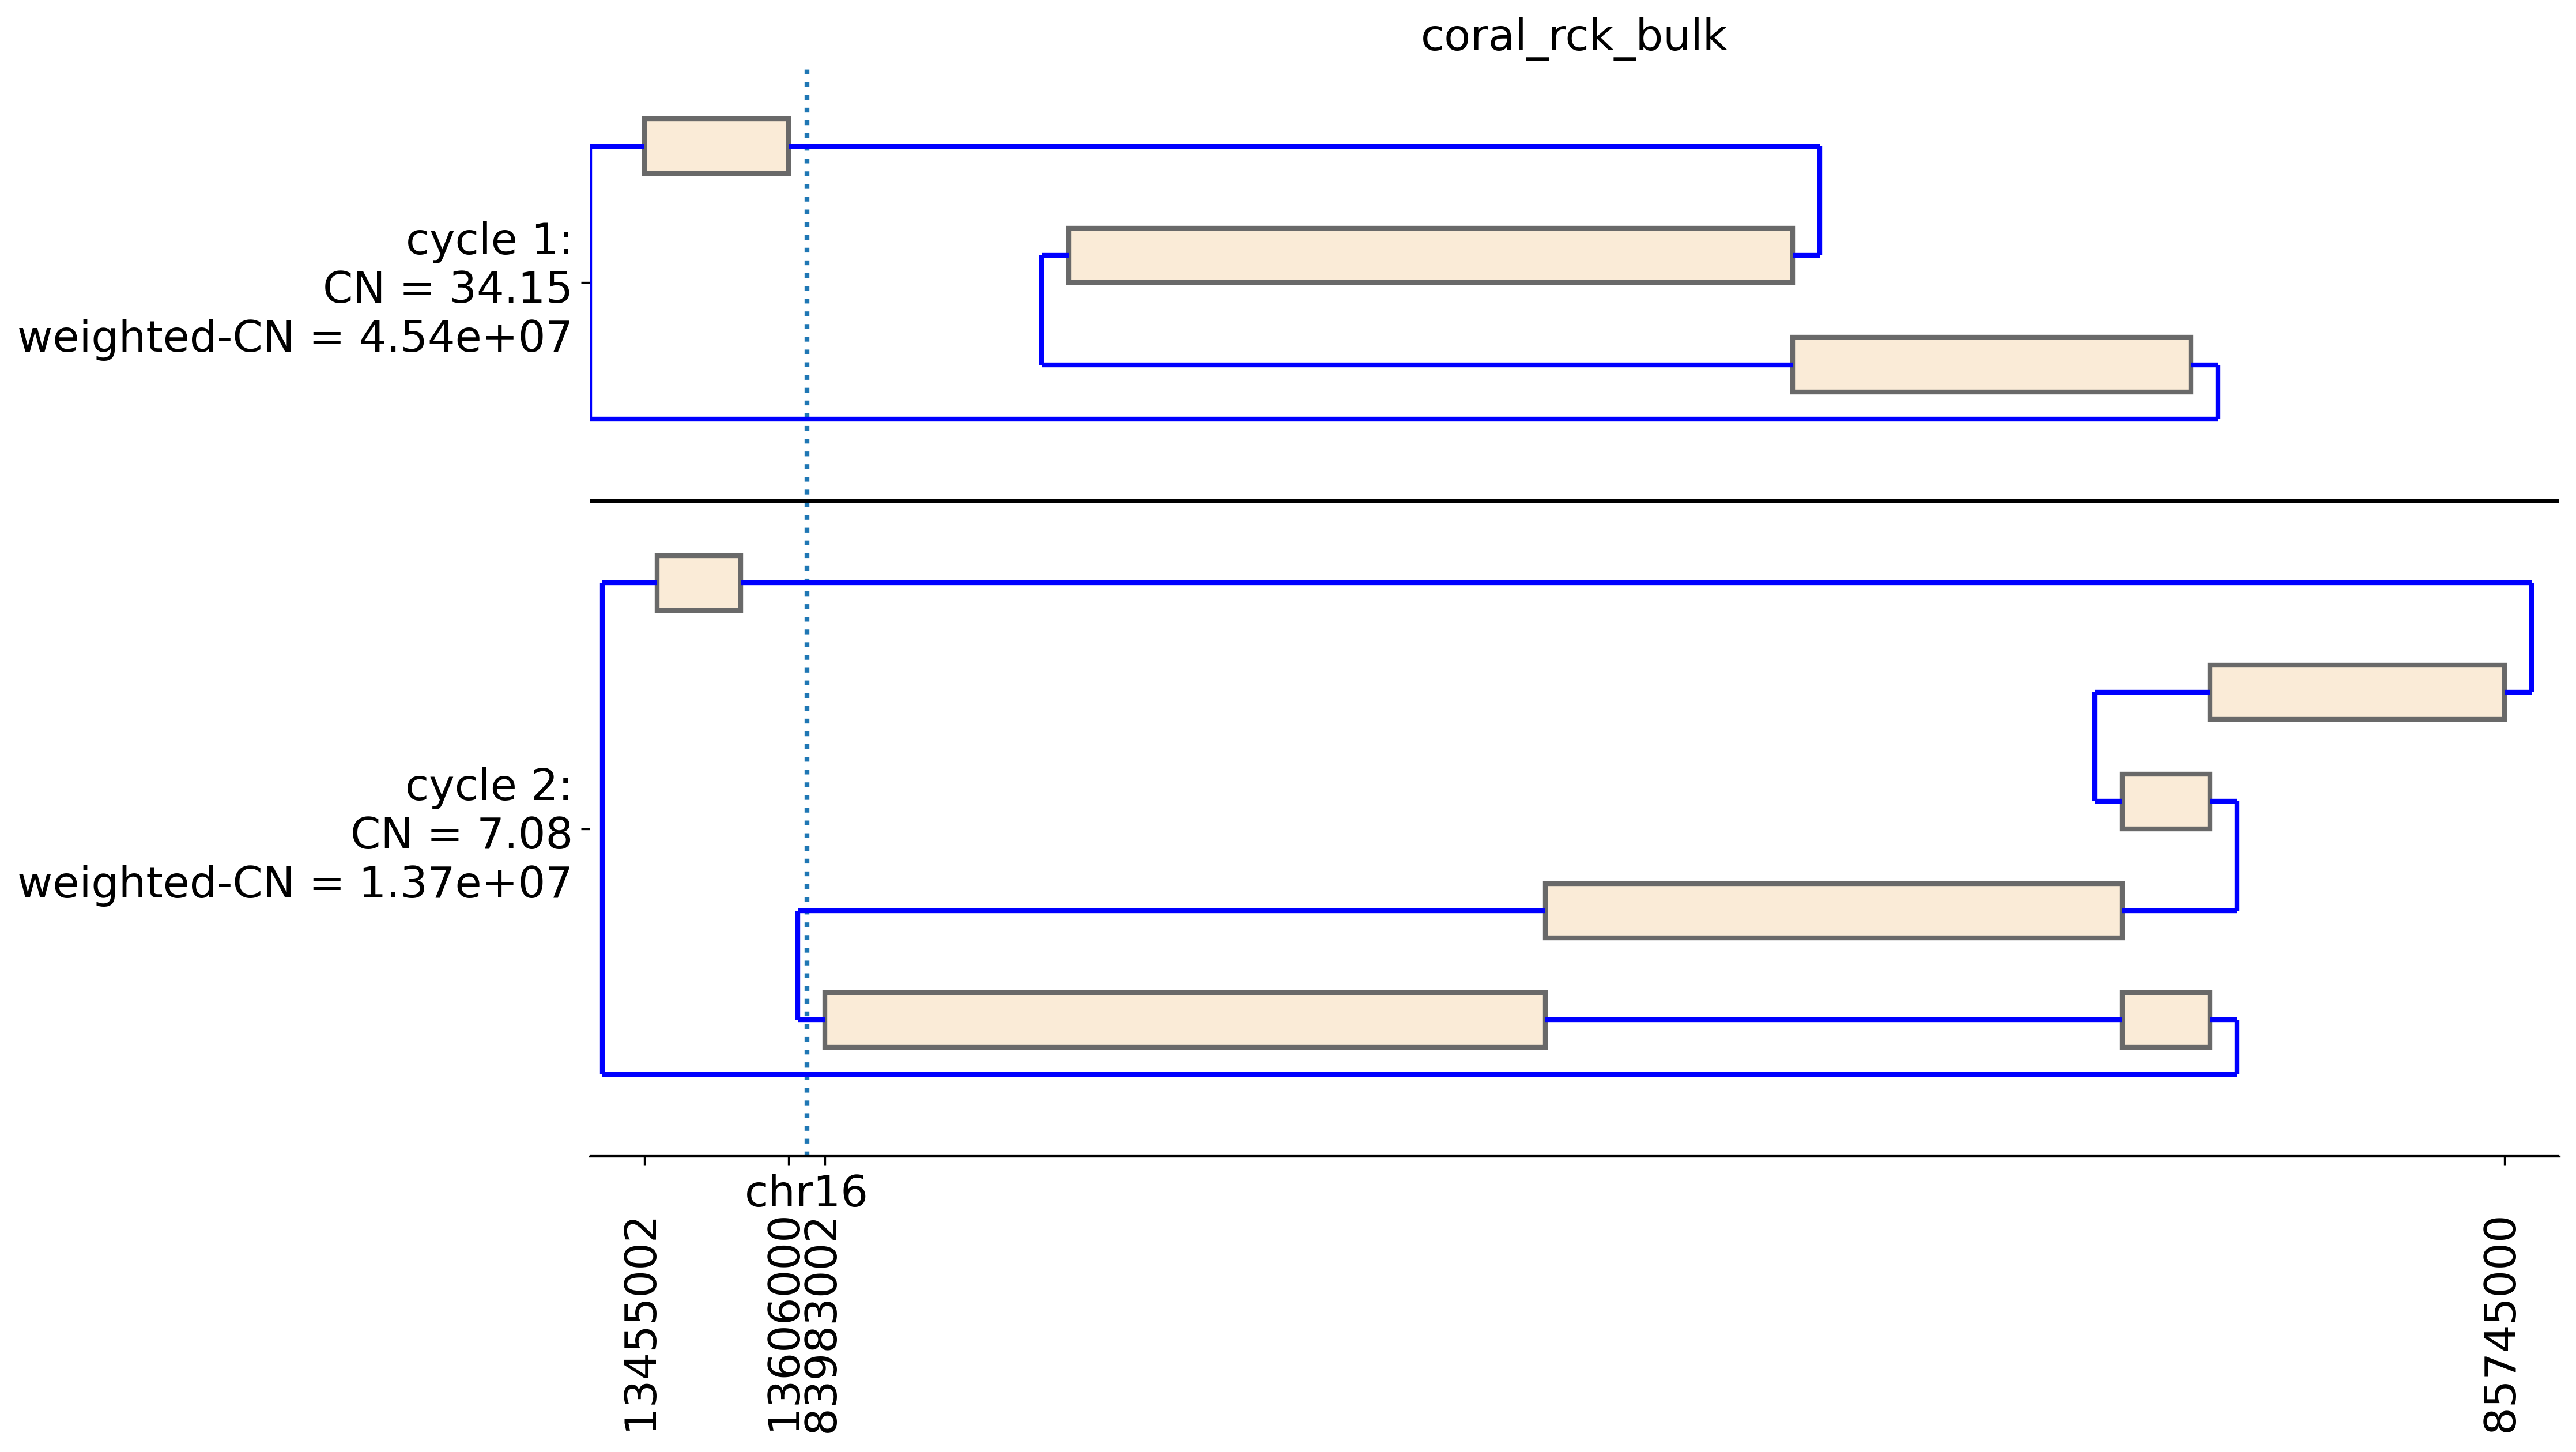 coral_rck_bulk
cycle 1:
CN = 34.15
weighted-CN = 4.54e+07
cycle 2:
CN = 7.08
weighted-CN = 1.37e+07
chr16
13455002
13606000
83983002
85745000